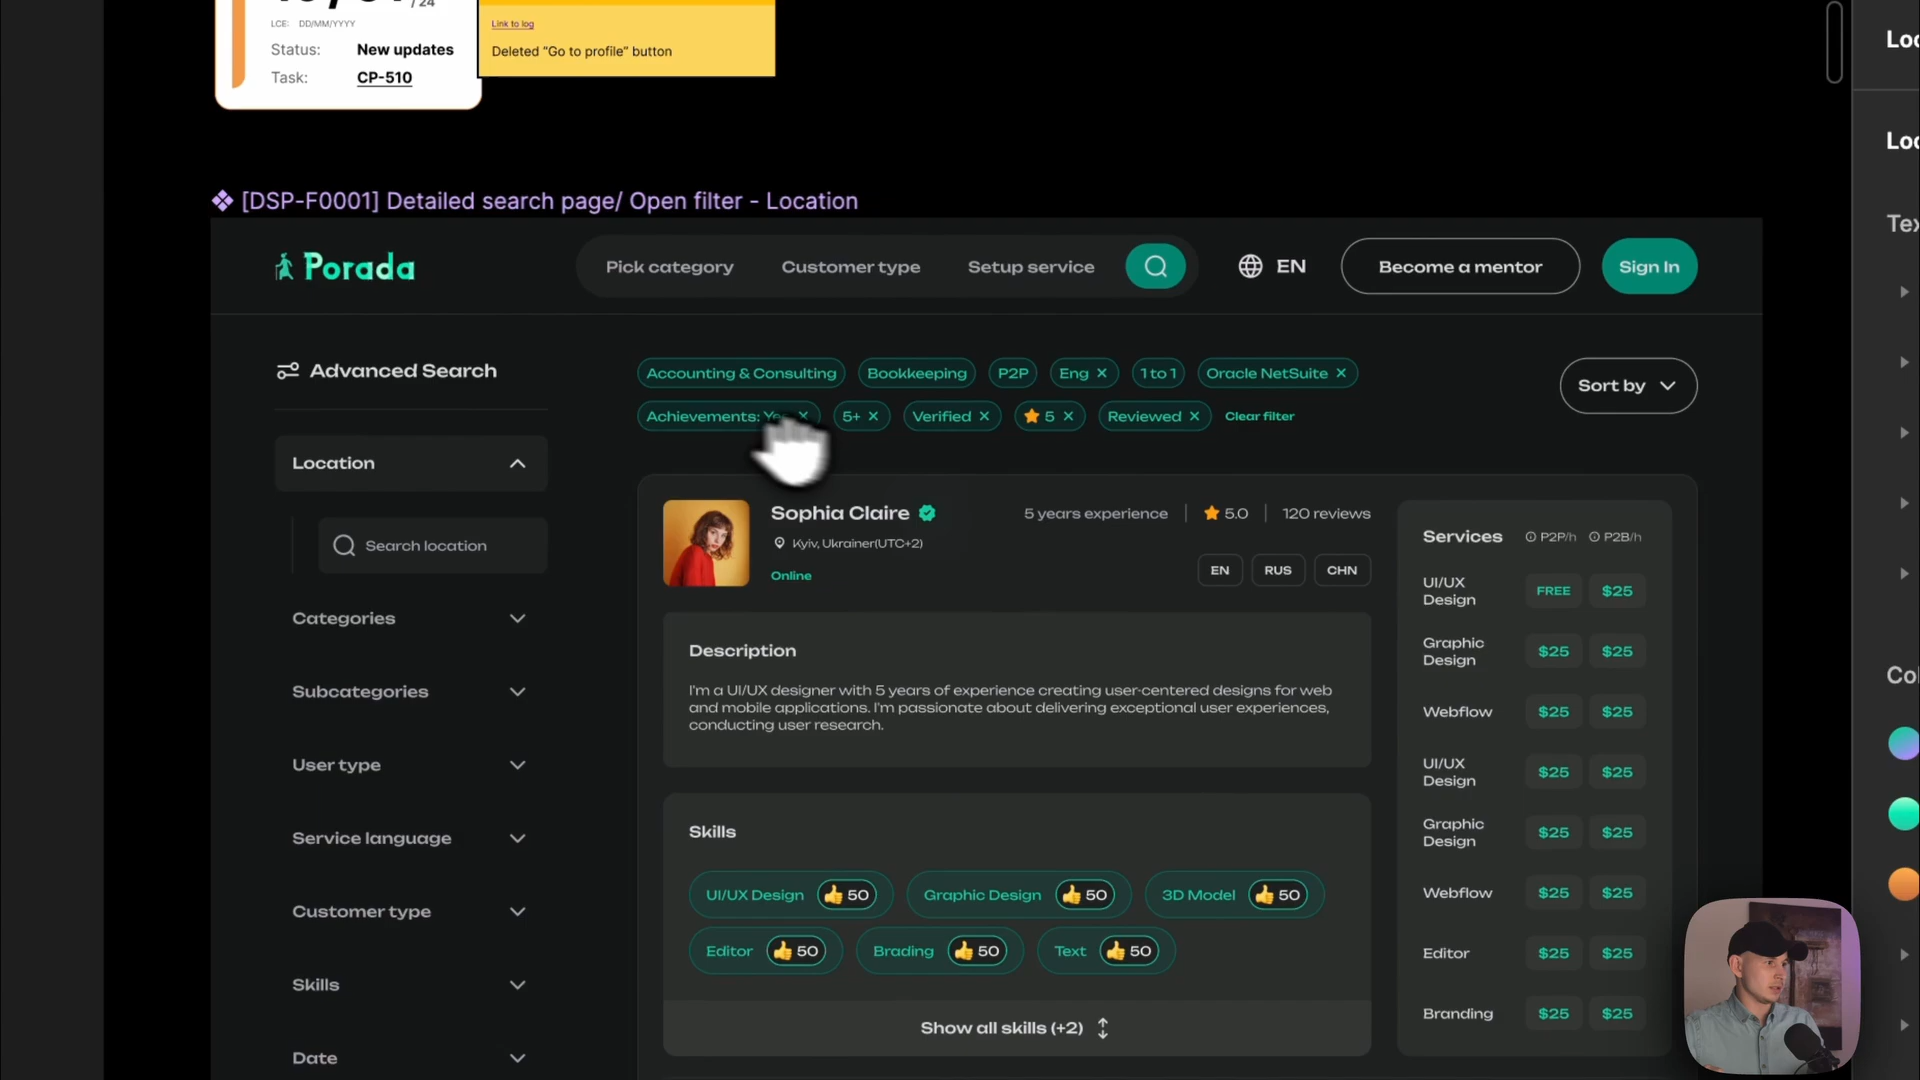 /24
LCE: DD/MM/YYYY
Status: New updates
Task: CP-510
Link to log
Deleted "Go to profile" button
[DSP-F0001] Detailed search page/ Open filter - Location
Porada
Pick category
Customer type
Setup service
EN
Become a mentor
Sign In
Advanced Search
Location
Search location
Categories
Subcategories
User type
Service language
Customer type
Skills
Date
Accounting & Consulting
Bookkeeping
P2P
Eng
1 to 1
Oracle NetSuite
Achievements: Yes
5+
Verified
5
Reviewed
Clear filter
Sort by
Sophia Claire
Kyiv, Ukrainer(UTC+2)
Online
5 years experience
5.0
120 reviews
EN
RUS
CHN
Description
I'm a UI/UX designer with 5 years of experience creating user-centered designs for web
and mobile applications. I'm passionate about delivering exceptional user experiences,
conducting user research.
Skills
UI/UX Design 50
Graphic Design 50
3D Model 50
Editor 50
Brading 50
Text 50
Show all skills (+2)
Services P2P/h P2B/h
UI/UX
Design FREE $25
Graphic
Design $25 $25
Webflow $25 $25
UI/UX
Design $25 $25
Graphic
Design $25 $25
Webflow $25 $25
Editor $25 $25
Branding $25 $25